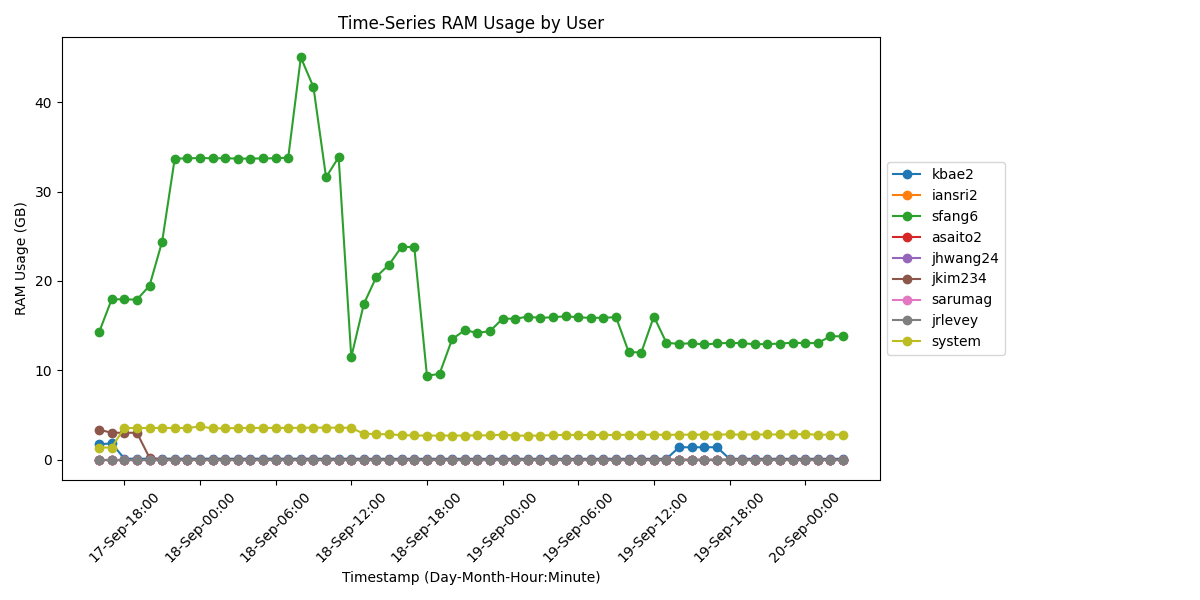 Time-Series RAM Usage by User
40
30
20
10
0
RAM Usage (GB)
17-Sep-18:00
18-Sep-00:00
18-Sep-06:00
18-Sep-12:00
18-Sep-18:00
19-Sep-00:00
19-Sep-06:00
19-Sep-12:00
19-Sep-18:00
20-Sep-00:00
Timestamp (Day-Month-Hour:Minute)
kbae2
iansri2
sfang6
asaito2
jhwang24
jkim234
sarumag
jrlevey
system